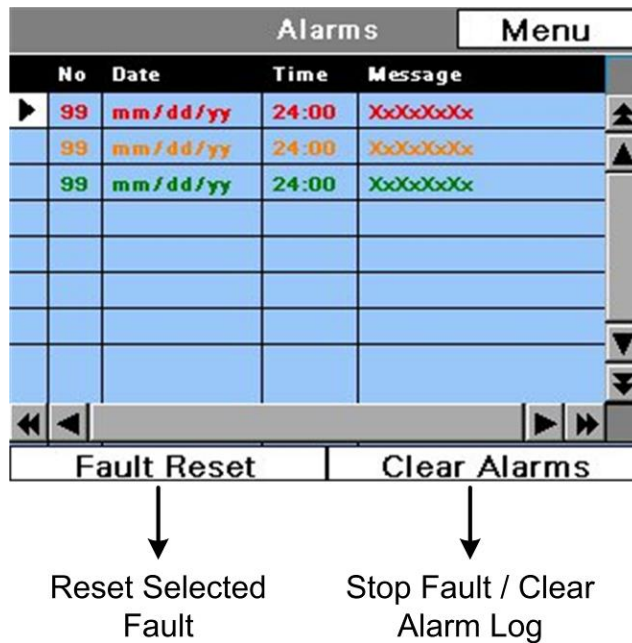 Alarms Menu
No Date Time Message
99 mm/dd/yy 24:00 XxXxXxXx
99 mm/dd/yy 24:00 XxXxXxXx
99 mm/dd/yy 24:00 XxXxXxXx
Fault Reset Clear Alarms
Reset Selected Stop Fault / Clear
Fault Alarm Log